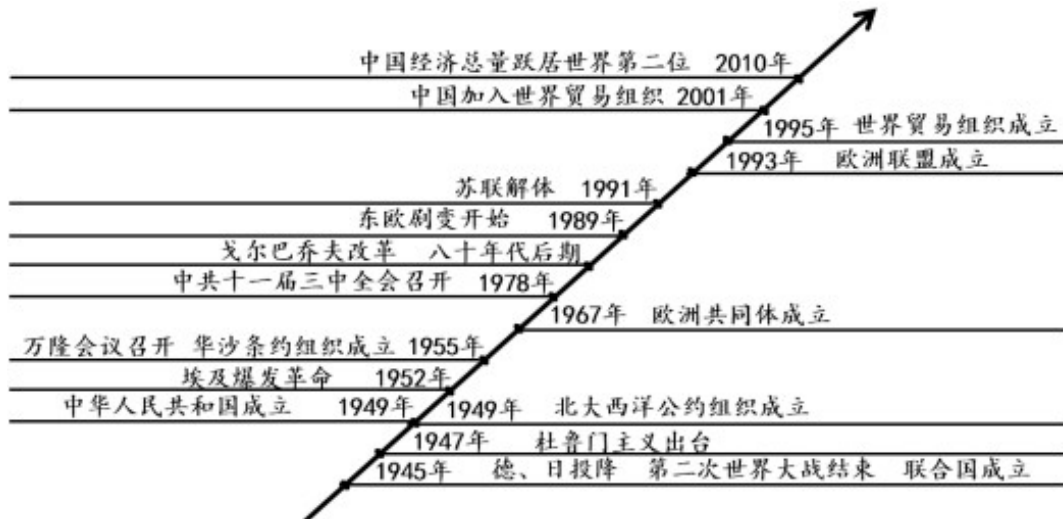 中国经济总量跃居世界第二位 2010年
中国加入世界贸易组织 2001年
1995年 世界贸易组织成立
1993年 欧洲联盟成立
苏联解体 1991年
东欧剧变开始 1989年
戈尔巴乔夫改革 八十年代后期
中共十一届三中全会召开 1978年
1967年 欧洲共同体成立
万隆会议召开 华沙条约组织成立 1955年
埃及爆发革命 1952年
中华人民共和国成立 1949年
1949年 北大西洋公约组织成立
1947年 杜鲁门主义出台
1945年 德、日投降 第二次世界大战结束 联合国成立